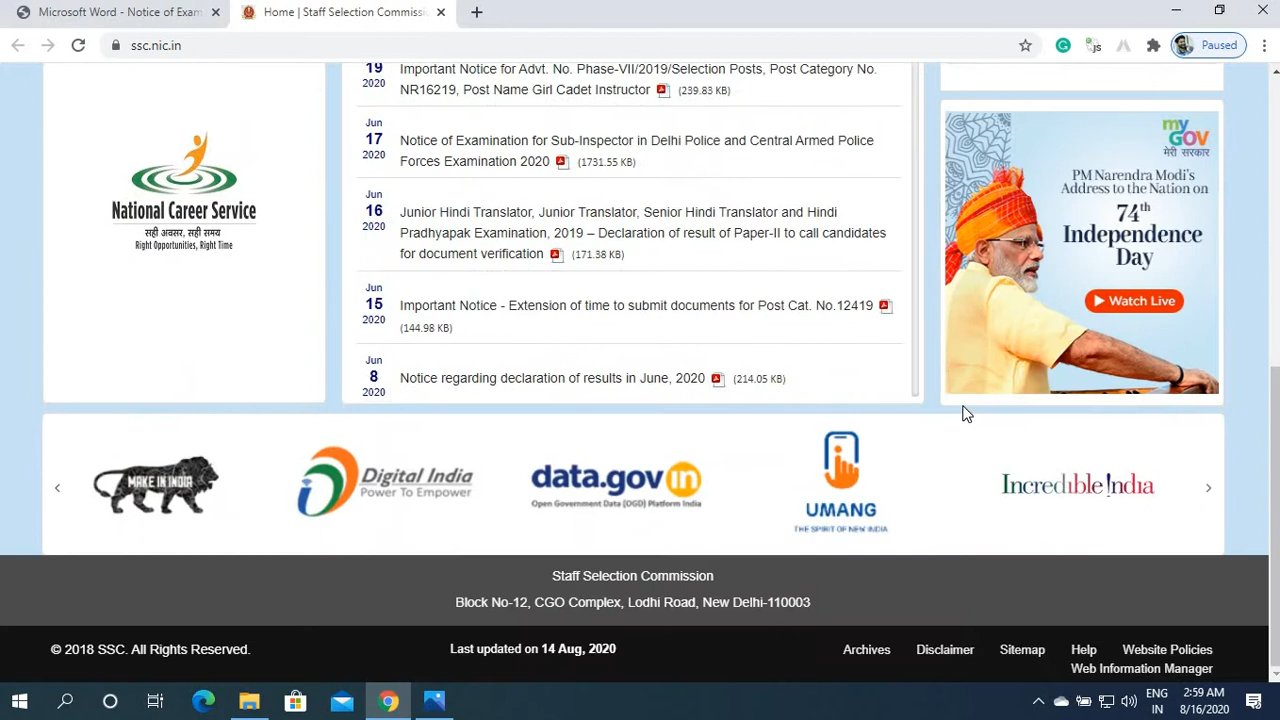 Microsoft Word - Notice of Exam
Home | Staff Selection Commissi
ssc.nic.in
Paused
19
2020
Important Notice for Advt. No. Phase-VII/2019/Selection Posts, Post Category No.
NR16219, Post Name Girl Cadet Instructor (239.83 KB)
Jun
17
2020
Notice of Examination for Sub-Inspector in Delhi Police and Central Armed Police
Forces Examination 2020 (1731.55 KB)
Jun
16
2020
Junior Hindi Translator, Junior Translator, Senior Hindi Translator and Hindi
Pradhyapak Examination, 2019 – Declaration of result of Paper-II to call candidates
for document verification (171.38 KB)
Jun
15
2020
Important Notice - Extension of time to submit documents for Post Cat. No.12419
(144.98 KB)
Jun
8
2020
Notice regarding declaration of results in June, 2020 (214.05 KB)
National Career Service
सही अवसर, सही समय
Right Opportunities, Right Time
my
GOV
मेरी सरकार
PM Narendra Modi's
Address to the Nation on
74th
Independence
Day
Watch Live
MAKE IN INDIA
Digital India
Power To Empower
data.gov.in
Open Government Data (OGD) Platform India
UMANG
THE SPIRIT OF NEW INDIA
Incredible !ndia
Staff Selection Commission
Block No-12, CGO Complex, Lodhi Road, New Delhi-110003
© 2018 SSC. All Rights Reserved.
Last updated on 14 Aug, 2020
Archives Disclaimer Sitemap Help Website Policies
Web Information Manager
ENG
IN
2:59 AM
8/16/2020